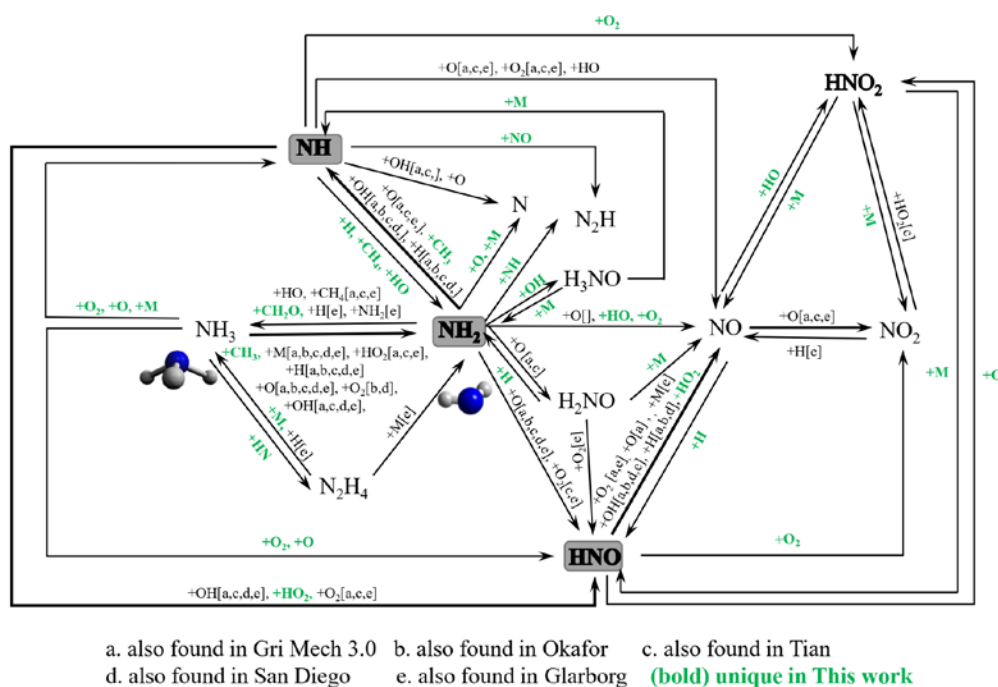 +O₂
+O[a,c,e], +O₂[a,c,e], +HO
HNO₂
+M
NH
+NO
+OH[a,c,], +O
+O[a,c,e,], +CH₃
+OH[a,b,c,d,], +H[a,b,c,d,]
+H, +CH₄, +HO
N
N₂H
+O, +M
+NH
+HO
+M
+HO₂[c]
+M
+OH
H₃NO
+M
+O₂, +O, +M
+HO, +CH₄[a,c,e]
+CH₂O, +H[e], +NH₂[e]
NH₃
NH₂
+O[], +HO, +O₂
NO
+O[a,c,e]
+H[c]
NO₂
+CH₃, +M[a,b,c,d,e], +HO₂[a,c,e],
+H[a,b,c,d,e]
+O[a,b,c,d,e], +O₂[b,d]
+OH[a,c,d,e],
+O[a,c]
+H
+M
H₂NO
+M
+M, +H[e]
+HN
N₂H₄
+M[e]
+O[a,b,c,d,e], +O₂[c,e]
+O₂[e]
+O₂ [a,e] +O[a] , +M[e]
+OH[a,b,d,e], +H[a,b,d], +HO₂
+H
+O₂, +O
HNO
+O₂
+OH[a,c,d,e], +HO₂, +O₂[a,c,e]
a. also found in Gri Mech 3.0 b. also found in Okafor c. also found in Tian
d. also found in San Diego e. also found in Glarborg (bold) unique in This work